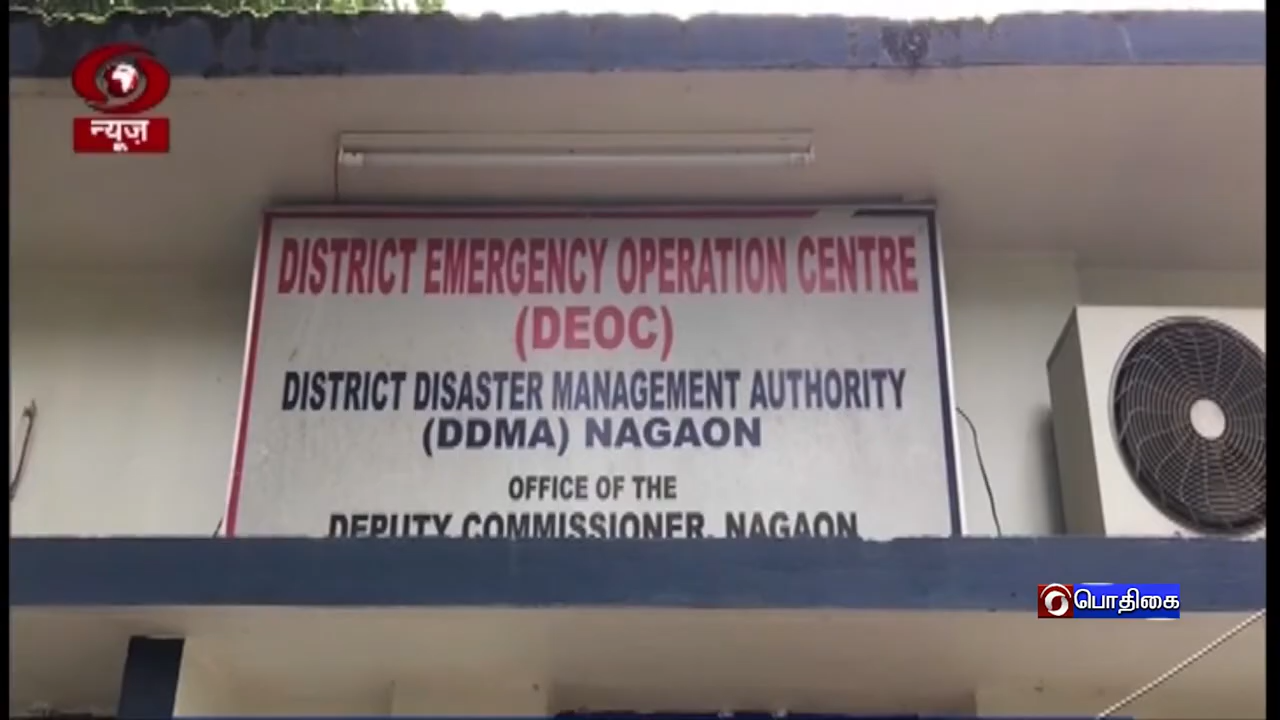 न्यूज़
DISTRICT EMERGENCY OPERATION CENTRE
(DEOC)
DISTRICT DISASTER MANAGEMENT AUTHORITY
(DDMA) NAGAON
OFFICE OF THE
DEPUTY COMMISSIONER, NAGAON
பொதிகை